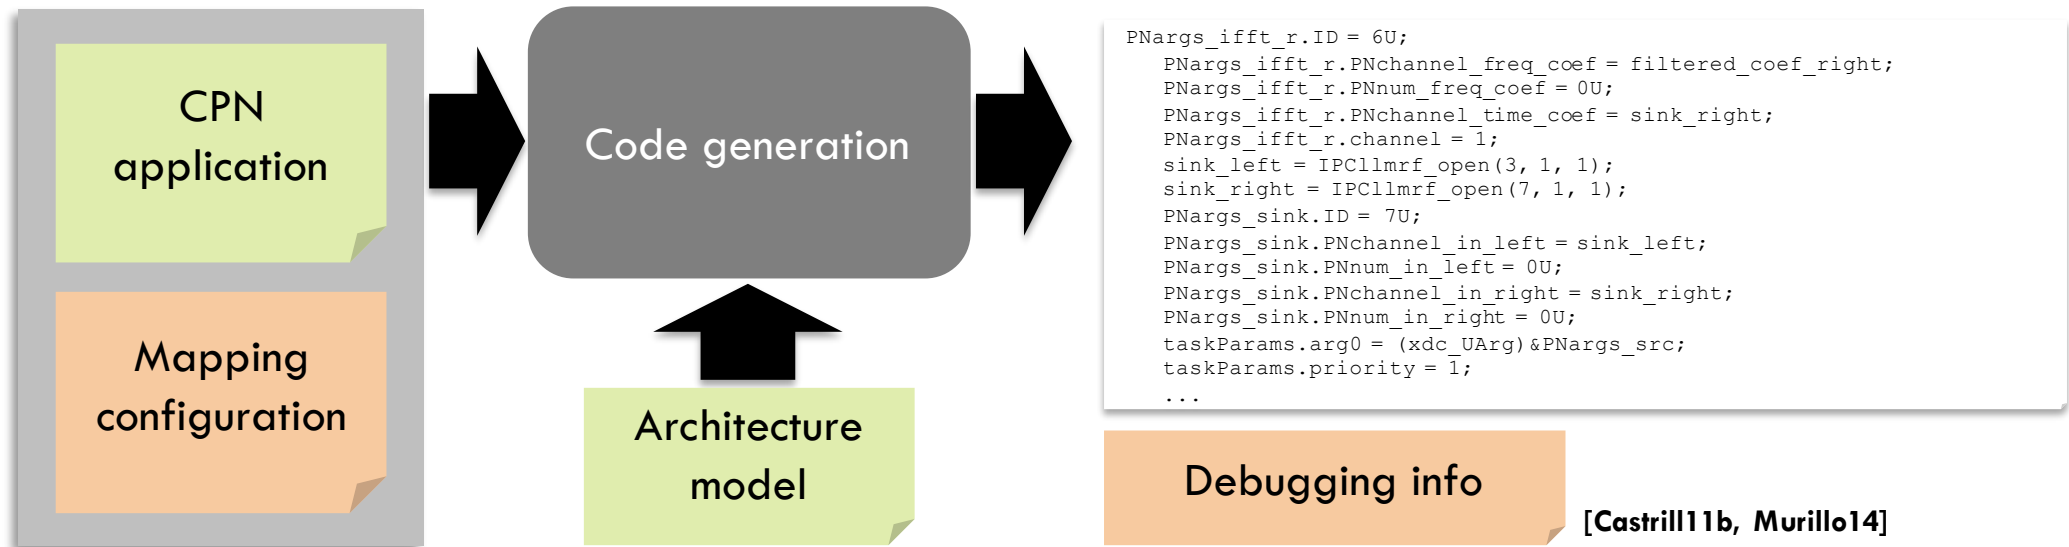 CPN
application
Mapping
configuration
Code generation
Architecture
model
PNargs_ifft_r.ID = 6U;
PNargs_ifft_r.PNchannel_freq_coef = filtered_coef_right;
PNargs_ifft_r.PNnum_freq_coef = 0U;
PNargs_ifft_r.PNchannel_time_coef = sink_right;
PNargs_ifft_r.channel = 1;
sink_left = IPCllmrf_open(3, 1, 1);
sink_right = IPCllmrf_open(7, 1, 1);
PNargs_sink.ID = 7U;
PNargs_sink.PNchannel_in_left = sink_left;
PNargs_sink.PNnum_in_left = 0U;
PNargs_sink.PNchannel_in_right = sink_right;
PNargs_sink.PNnum_in_right = 0U;
taskParams.arg0 = (xdc_UArg)&PNargs_src;
taskParams.priority = 1;
...
Debugging info
[Castrill11b, Murillo14]